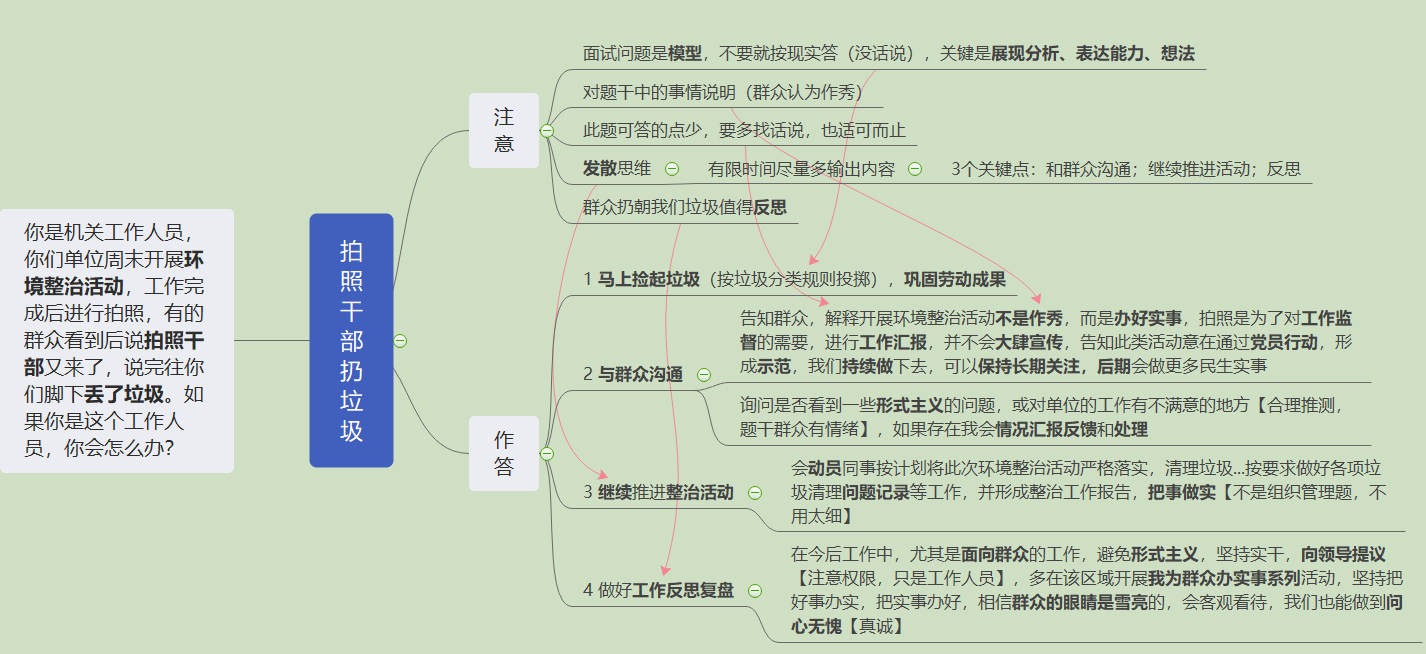 你是机关工作人员，
你们单位周末开展环
境整治活动，工作完
成后进行拍照，有的
群众看到后说拍照干
部又来了，说完往你
们脚下丢了垃圾。如
果你是这个工作人
员，你会怎么办？
拍
照
干
部
扔
垃
圾
注
意
面试问题是模型，不要就按现实答（没话说），关键是展现分析、表达能力、想法
对题干中的事情说明（群众认为作秀）
此题可答的点少，要多找话说，也适可而止
发散思维
有限时间尽量多输出内容
3个关键点：和群众沟通；继续推进活动；反思
群众扔朝我们垃圾值得反思
作
答
1 马上捡起垃圾（按垃圾分类规则投掷），巩固劳动成果
2 与群众沟通
告知群众，解释开展环境整治活动不是作秀，而是办好实事，拍照是为了对工作监
督的需要，进行工作汇报，并不会大肆宣传，告知此类活动意在通过党员行动，形
成示范，我们持续做下去，可以保持长期关注，后期会做更多民生实事
询问是否看到一些形式主义的问题，或对单位的工作有不满意的地方【合理推测，
题干群众有情绪】，如果存在我会情况汇报反馈和处理
3 继续推进整治活动
会动员同事按计划将此次环境整治活动严格落实，清理垃圾...按要求做好各项垃
圾清理问题记录等工作，并形成整治工作报告，把事做实【不是组织管理题，不
用太细】
4 做好工作反思复盘
在今后工作中，尤其是面向群众的工作，避免形式主义，坚持实干，向领导提议
【注意权限，只是工作人员】，多在该区域开展我为群众办实事系列活动，坚持把
好事办实，把实事办好，相信群众的眼睛是雪亮的，会客观看待，我们也能做到问
心无愧【真诚】